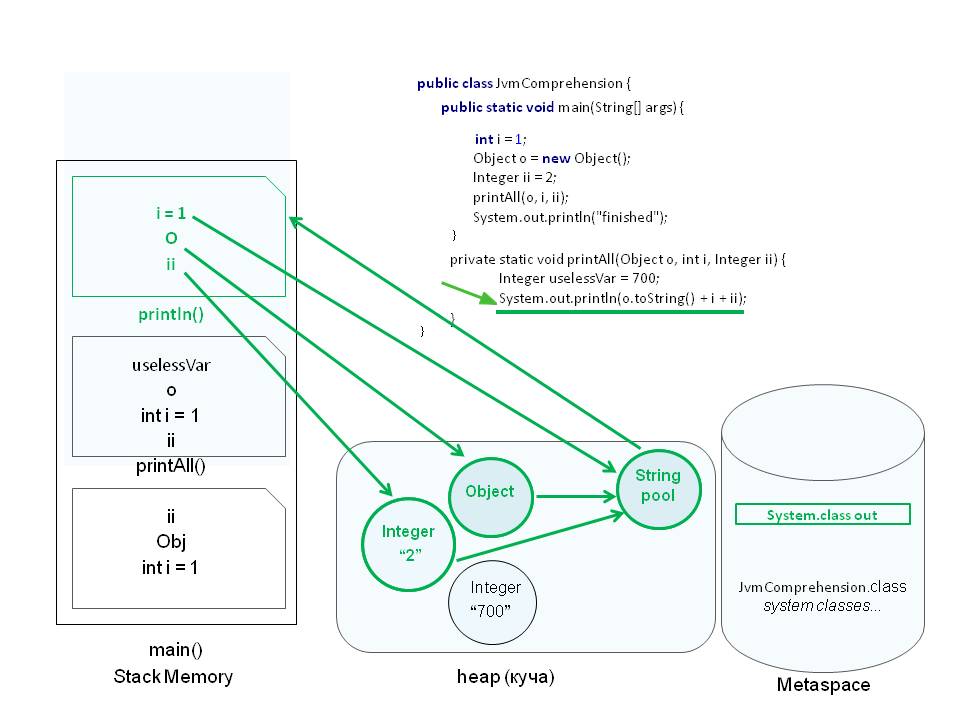 public class JvmComprehension {
public static void main(String[] args) {
int i = 1;
Object o = new Object();
Integer ii = 2;
printAll(o, i, ii);
System.out.println("finished");
}
private static void printAll(Object o, int i, Integer ii) {
Integer uselessVar = 700;
System.out.println(o.toString() + i + ii);
}
}
i = 1
O
ii
println()
uselessVar
o
int i = 1
ii
printAll()
ii
Obj
int i = 1
main()
Stack Memory
Object
String
pool
Integer
“2”
Integer
“700”
heap (куча)
System.class out
JvmComprehension.class
system classes...
Metaspace